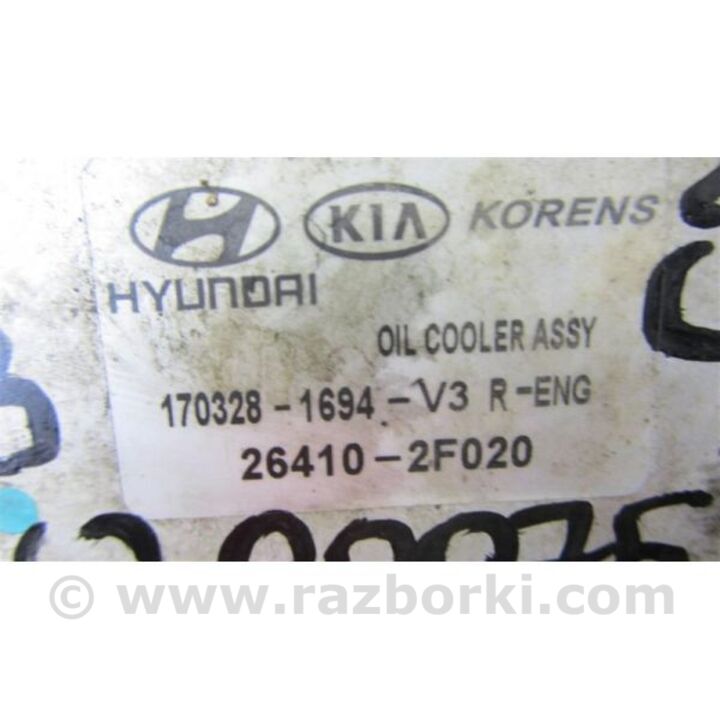 KIA KORENS
HYUNDAI
OIL COOLER ASSY
170328-1694-V3 R-ENG
26410-2F020
© www.razborki.com